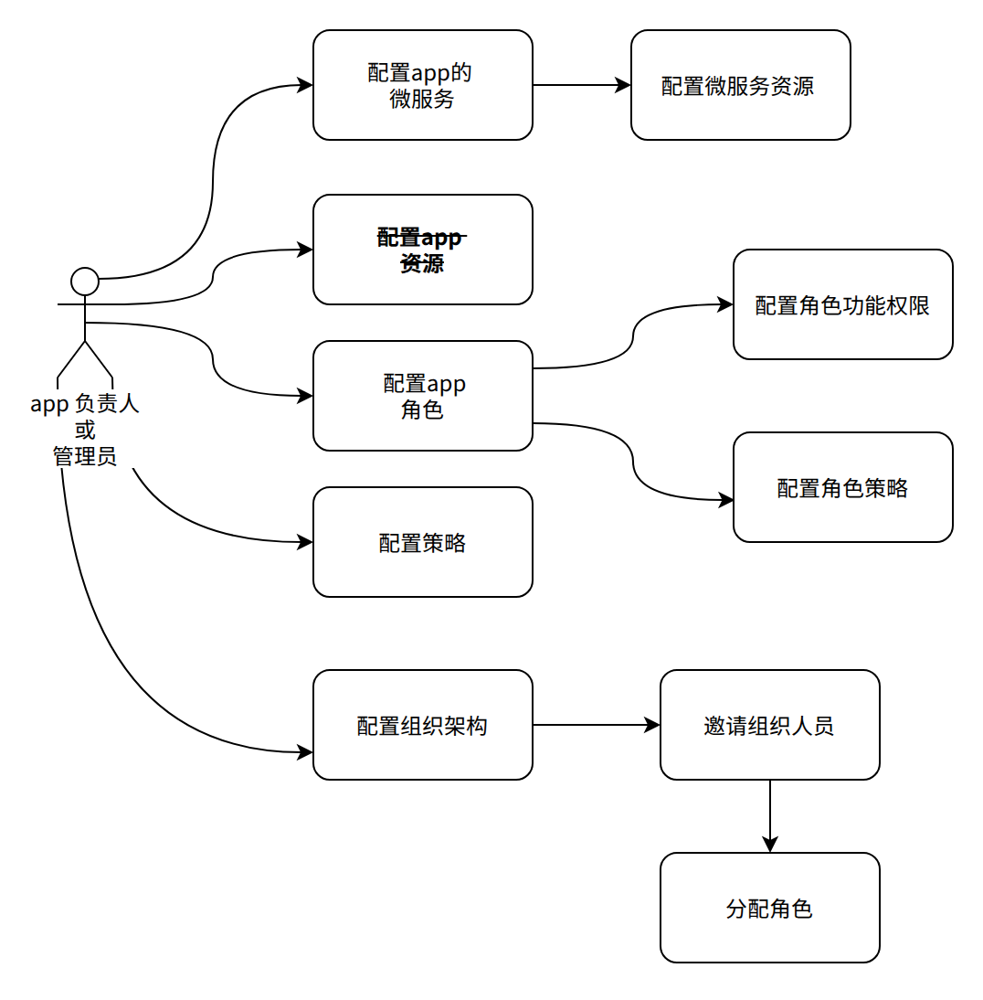 配置app的
微服务
配置微服务资源
配置app
资源
配置角色功能权限
配置app
角色
app 负责人
或
管理员
配置角色策略
配置策略
配置组织架构
邀请组织人员
分配角色